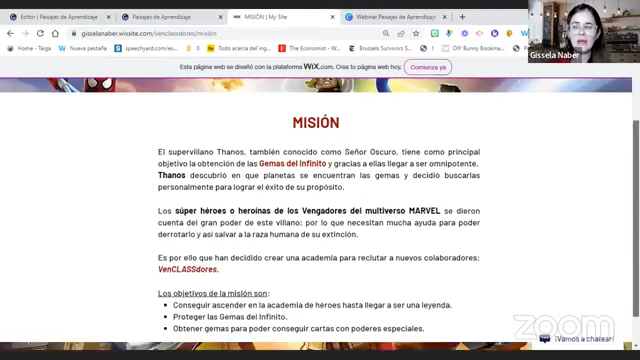 Editor | Paisajes de Aprendizaje
Paisajes de Aprendizaje
WiX MISIÓN | My Site
Webinar.Paisajes de Aprendizaje
gisselanaber.wixsite.com/venclassdores/misión
Home - Taiga
Nueva pestaña
speechyard.com/es...
Todo acerca del ing...
The Economist - W...
Brussels Survivors S...
DIY Bunny Bookma...
Gissela Naber
Esta página web se diseñó con la plataforma WiX.com. Crea tu página web hoy. Comienza ya
MISIÓN
El supervillano Thanos, también conocido como Señor Oscuro, tiene como principal
objetivo la obtención de las Gemas del Infinito y gracias a ellas llegar a ser omnipotente.
Thanos descubrió en que planetas se encuentran las gemas y decidió buscarlas
personalmente para lograr el éxito de su propósito.
Los súper héroes o heroínas de los Vengadores del multiverso MARVEL se dieron
cuenta del gran poder de este villano; por lo que necesitan mucha ayuda para poder
derrotarlo y así salvar a la raza humana de su extinción.
Es por ello que han decidido crear una academia para reclutar a nuevos colaboradores:
VenCLASSdores.
Los objetivos de la misión son:
Conseguir ascender en la academia de héroes hasta llegar a ser una leyenda.
Proteger las Gemas del Infinito.
Obtener gemas para poder conseguir cartas con poderes especiales.
zoom
¡Vamos a chatear!